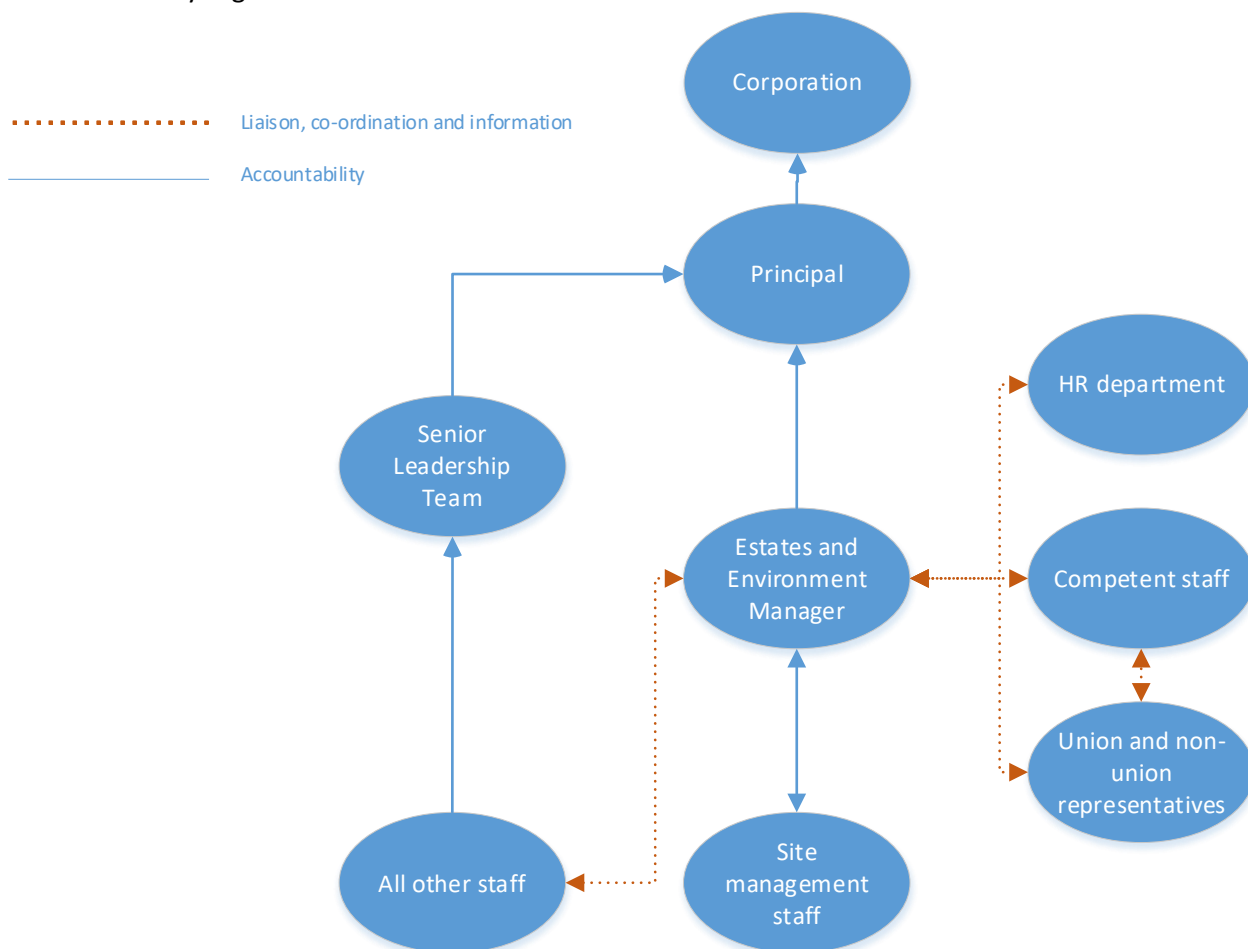 Corporation
Liaison, co-ordination and information
Accountability
Principal
HR department
Senior
Leadership
Team
Estates and
Environment
Manager
Competent staff
Union and non-
union
representatives
All other staff
Site
management
staff